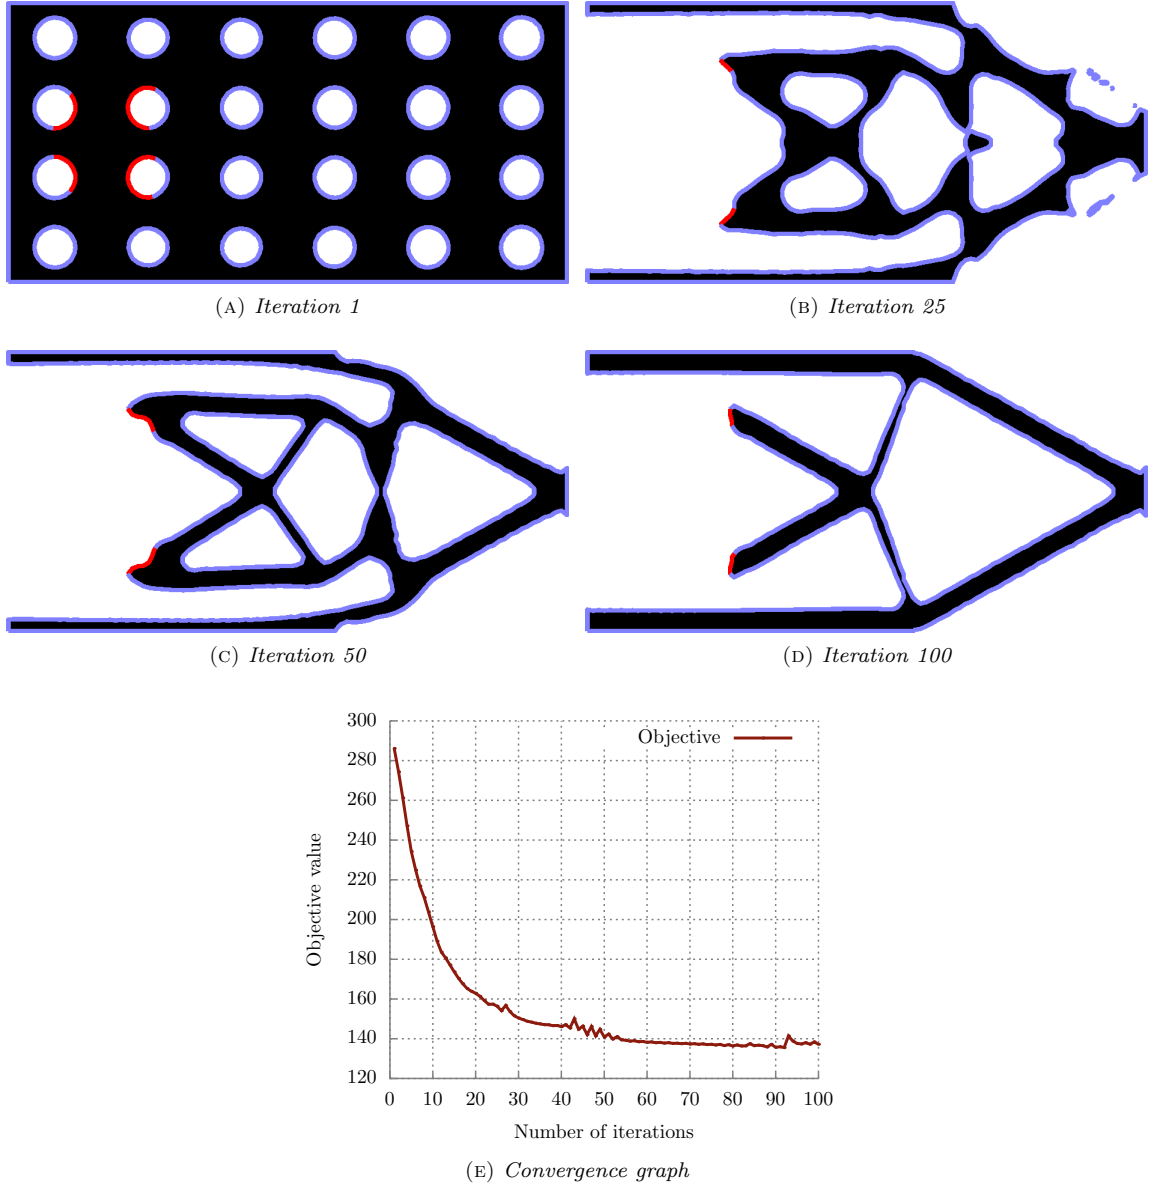 (A) Iteration 1
(B) Iteration 25
(C) Iteration 50
(D) Iteration 100
300
280
260
240
220
200
180
160
140
120
Objective value
Objective
0 10 20 30 40 50 60 70 80 90 100
Number of iterations
(E) Convergence graph